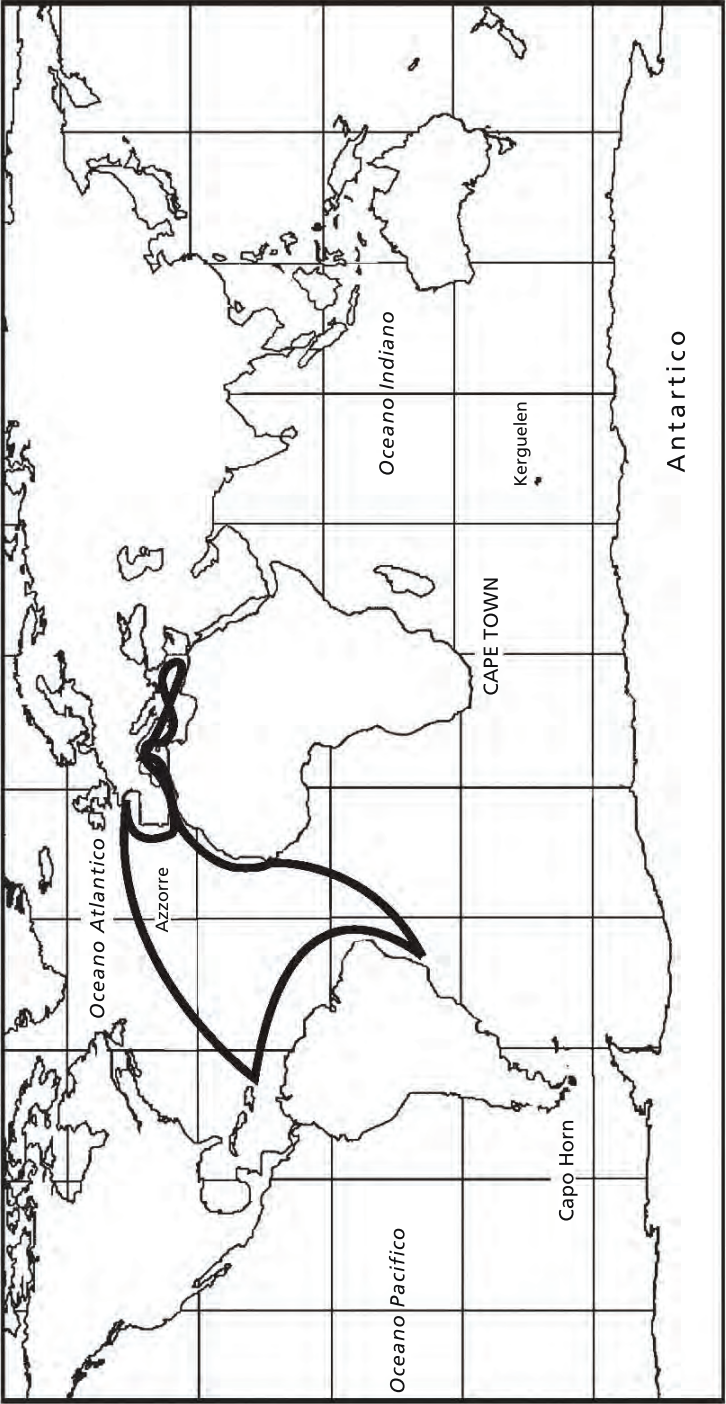 Oceano Atlantico
Azzorre
Oceano Pacifico
Oceano Indiano
Kerguelen
CAPE TOWN
Capo Horn
Antartico